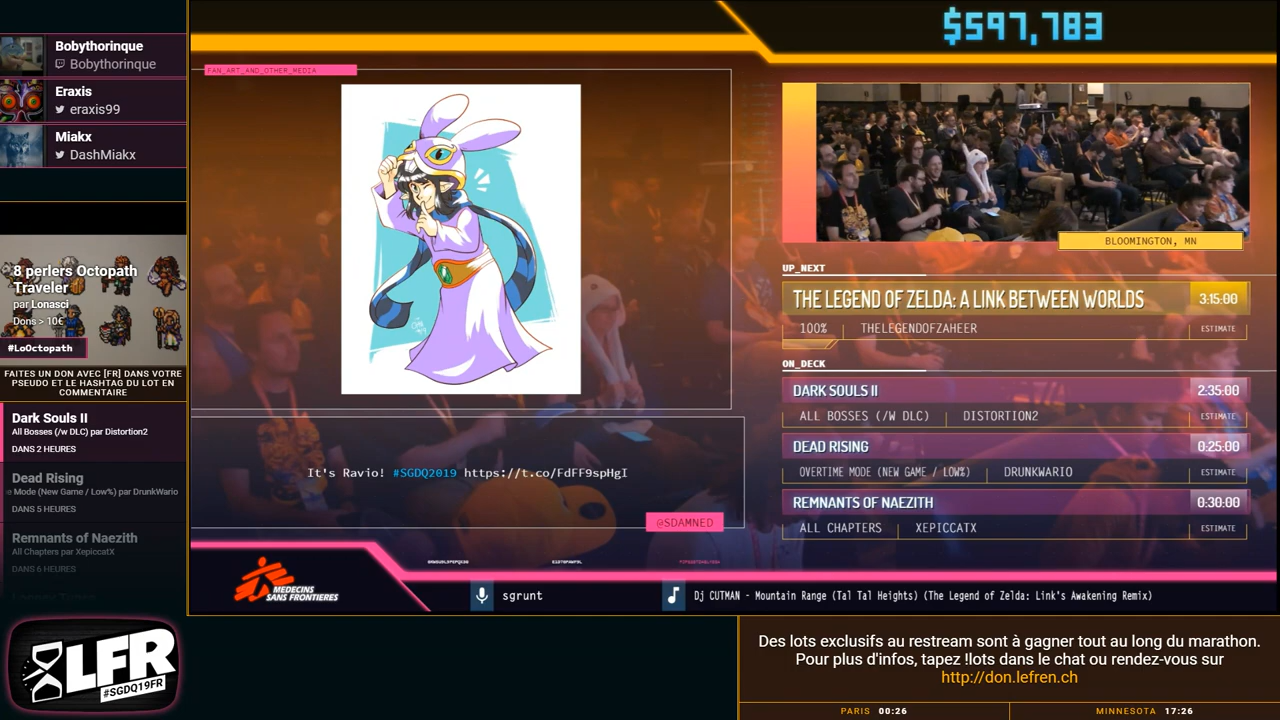 Bobythorinque
Bobythorinque
Eraxis
eraxis99
Miakx
DashMiakx
8 perlers Octopath
Traveler
par Lonasci
Dons > 10€
#LoOctopath
FAITES UN DON AVEC [FR] DANS VOTRE
PSEUDO ET LE HASHTAG DU LOT EN
COMMENTAIRE
Dark Souls II
All Bosses (/w DLC) par Distortion2
DANS 2 HEURES
Dead Rising
e Mode (New Game / Low%) par DrunkWario
DANS 5 HEURES
Remnants of Naezith
All Chapters par XepiccatX
DANS 6 HEURES
LFR
#SGDQ19FR
FAN_ART_AND_OTHER_MEDIA
It's Ravio! #SGDQ2019 https://t.co/FdFF9spHgI
@SDAMNED
$597,783
BLOOMINGTON, MN
UP_NEXT
THE LEGEND OF ZELDA: A LINK BETWEEN WORLDS 3:15:00
100% THELEGENDOFZAHEER ESTIMATE
ON_DECK
DARK SOULS II 2:35:00
ALL BOSSES (/W DLC) DISTORTION2 ESTIMATE
DEAD RISING 0:25:00
OVERTIME MODE (NEW GAME / LOW%) DRUNKWARIO ESTIMATE
REMNANTS OF NAEZITH 0:30:00
ALL CHAPTERS XEPICCATX ESTIMATE
MEDECINS
SANS FRONTIERES
sgrunt
Dj CUTMAN - Mountain Range (Tal Tal Heights) (The Legend of Zelda: Link's Awakening Remix)
Des lots exclusifs au restream sont à gagner tout au long du marathon.
Pour plus d'infos, tapez !lots dans le chat ou rendez-vous sur
http://don.lefren.ch
PARIS 00:26
MINNESOTA 17:26